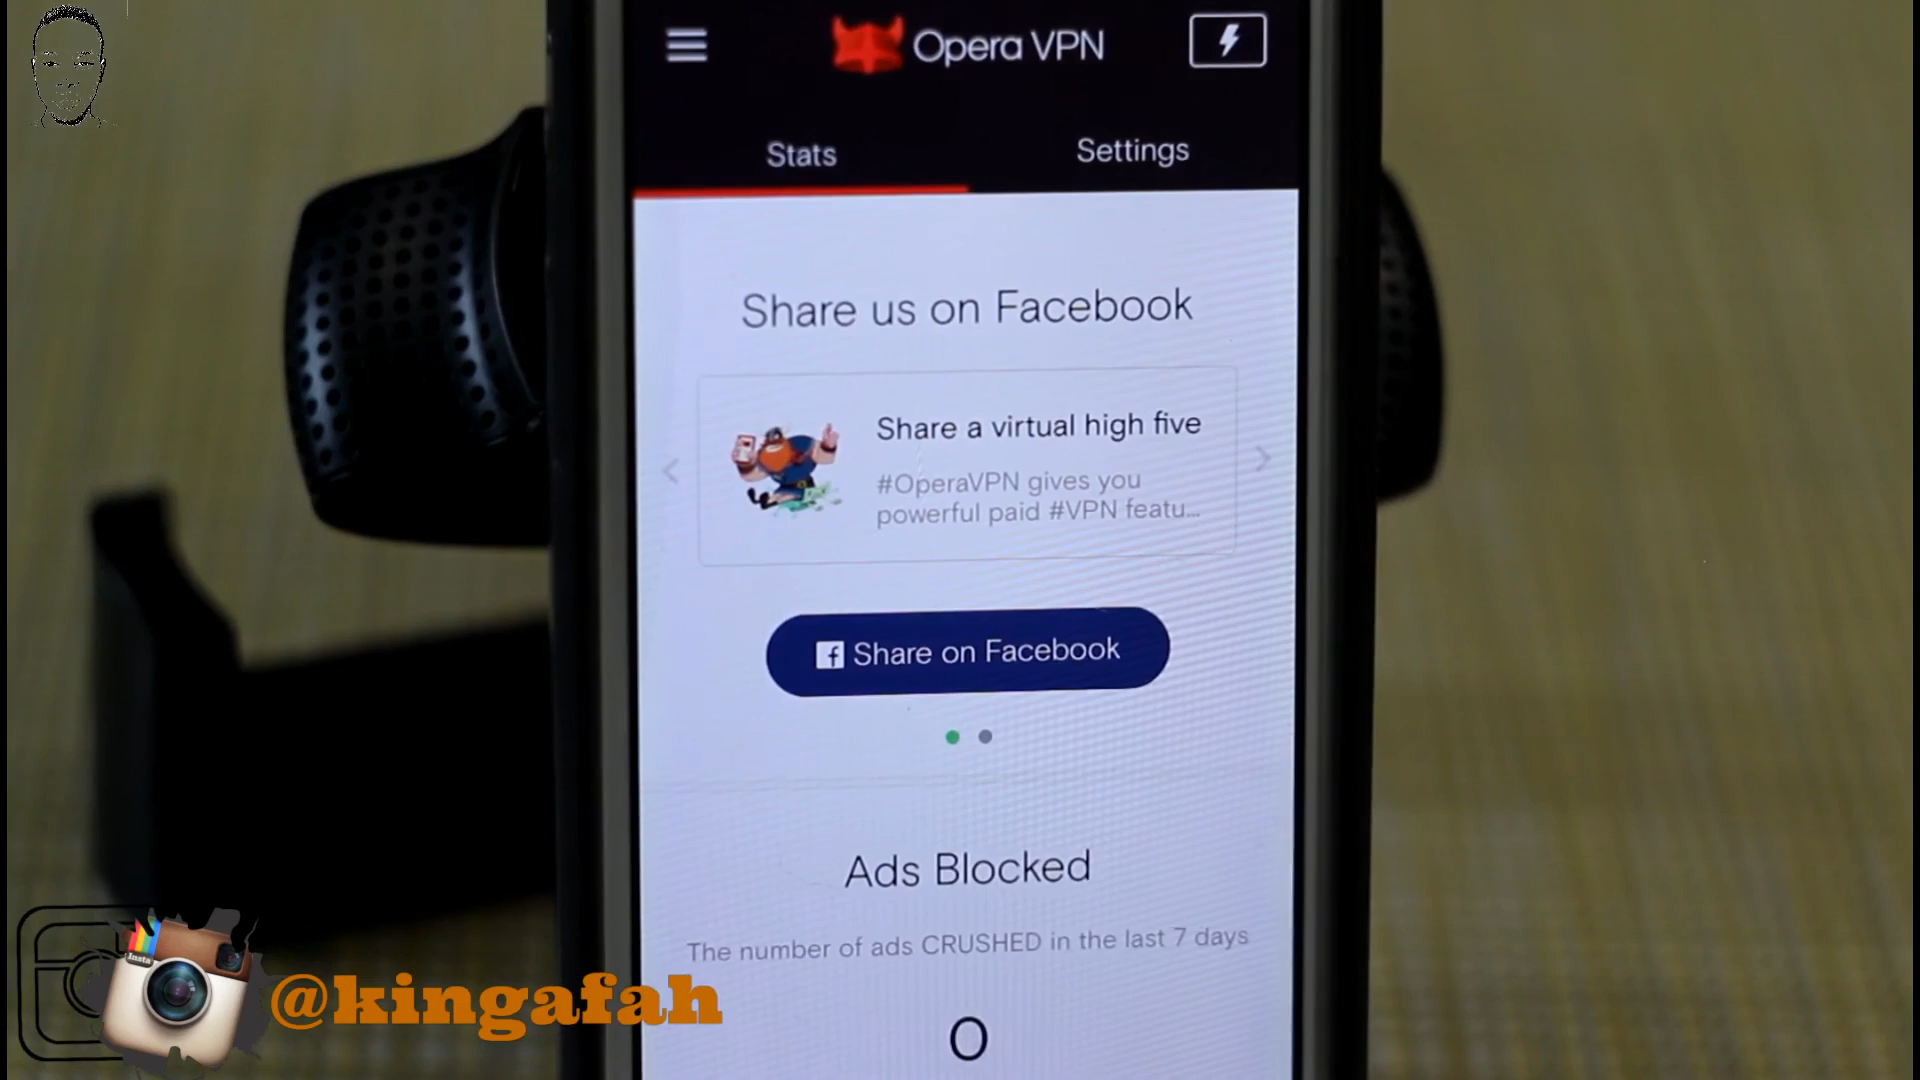 Opera VPN
Stats
Settings
Share us on Facebook
Share a virtual high five
#OperaVPN gives you
powerful paid #VPN featu...
Share on Facebook
Ads Blocked
The number of ads CRUSHED in the last 7 days
0
Insta
@kingafah